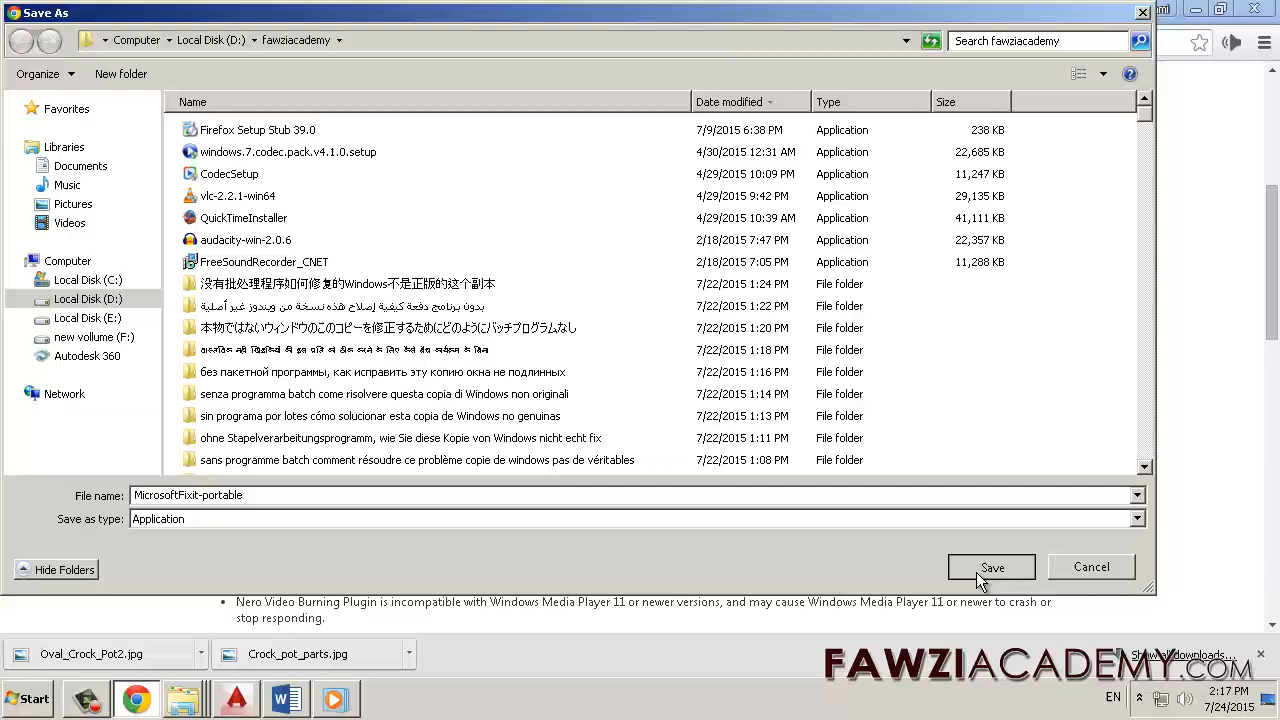 Save As
Computer Local Disk (D:) fawziacademy
Search fawziacademy
Organize New folder
Name Date modified Type Size
Favorites
Libraries
Documents
Music
Pictures
Videos
Computer
Local Disk (C:)
Local Disk (D:)
Local Disk (E:)
new volume (F:)
Autodesk 360
Network
Firefox Setup Stub 39.0 7/9/2015 6:38 PM Application 238 KB
windows.7.codec.pack.v4.1.0.setup 4/30/2015 12:31 AM Application 22,685 KB
CodecSetup 4/29/2015 10:09 PM Application 11,247 KB
vlc-2.2.1-win64 4/29/2015 9:42 PM Application 29,135 KB
QuickTimeInstaller 4/29/2015 10:39 AM Application 41,111 KB
audacity-win-2.0.6 2/18/2015 7:47 PM Application 22,357 KB
FreeSoundRecorder_CNET 2/18/2015 7:05 PM Application 11,288 KB
没有批处理程序如何修复的Windows不是正版的这个副本 7/22/2015 1:24 PM File folder
بدون برنامج دفعة كيفية إصلاح هذه نسخة من ويندوز غير أصلية 7/22/2015 1:22 PM File folder
本物ではないウィンドウのこのコピーを修正するためにどのようにバッチプログラムなし 7/22/2015 1:20 PM File folder
7/22/2015 1:18 PM File folder
без пакетной программы, как исправить эту копию окна не подлинных 7/22/2015 1:16 PM File folder
senza programma batch come risolvere questa copia di Windows non originali 7/22/2015 1:14 PM File folder
sin programa por lotes cómo solucionar esta copia de Windows no genuinas 7/22/2015 1:13 PM File folder
ohne Stapelverarbeitungsprogramm, wie Sie diese Kopie von Windows nicht echt fix 7/22/2015 1:11 PM File folder
sans programme batch comment résoudre ce problème copie de windows pas de véritables 7/22/2015 1:08 PM File folder
File name: MicrosoftFixit-portable
Save as type: Application
Hide Folders Save Cancel
• Nero Video Burning Plugin is incompatible with Windows Media Player 11 or newer versions, and may cause Windows Media Player 11 or newer to crash or
stop responding.
Oval_Crock_Pot2.jpg Crock_pot_parts.jpg Show all downloads...
FAWZIACADEMY.COM
Start EN 2:17 PM
7/24/2015